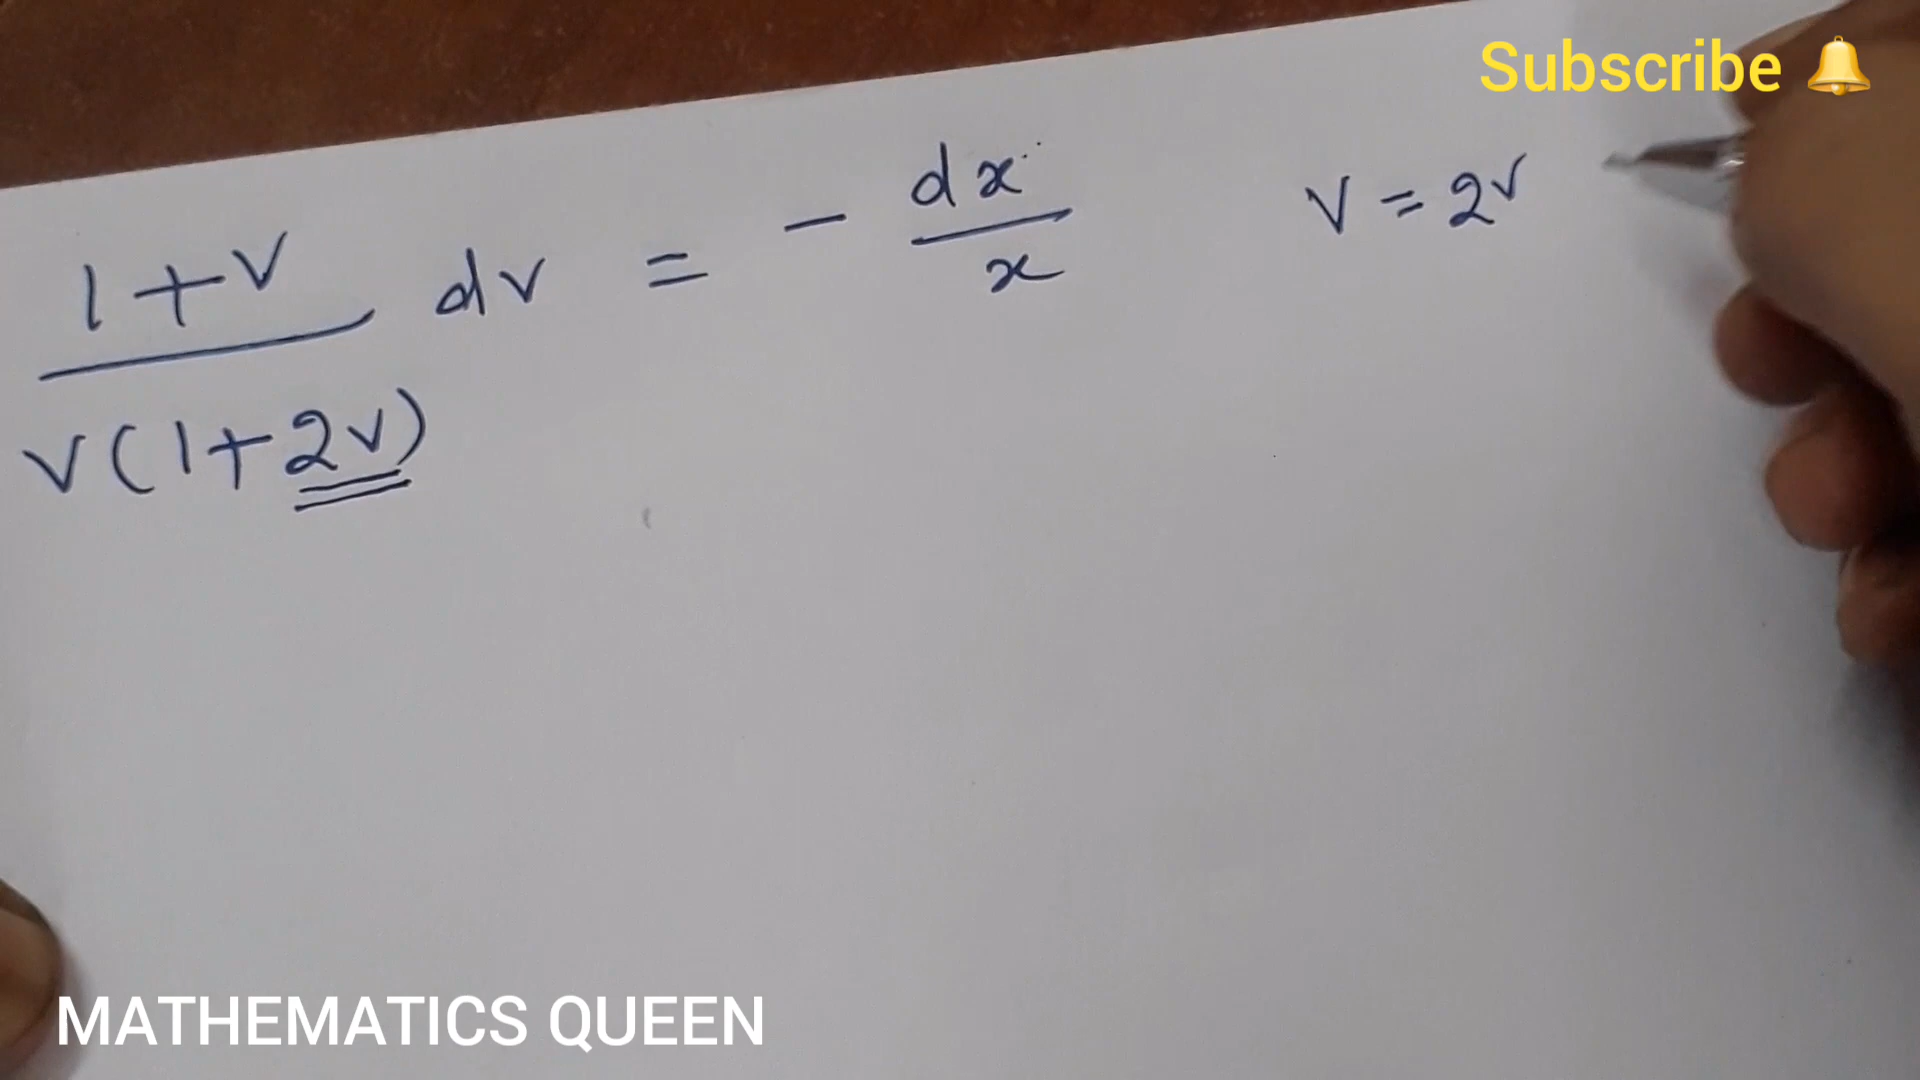 Subscribe 🔔
1+v/v(1+2v) dv = - dx/x
v = 2v
MATHEMATICS QUEEN